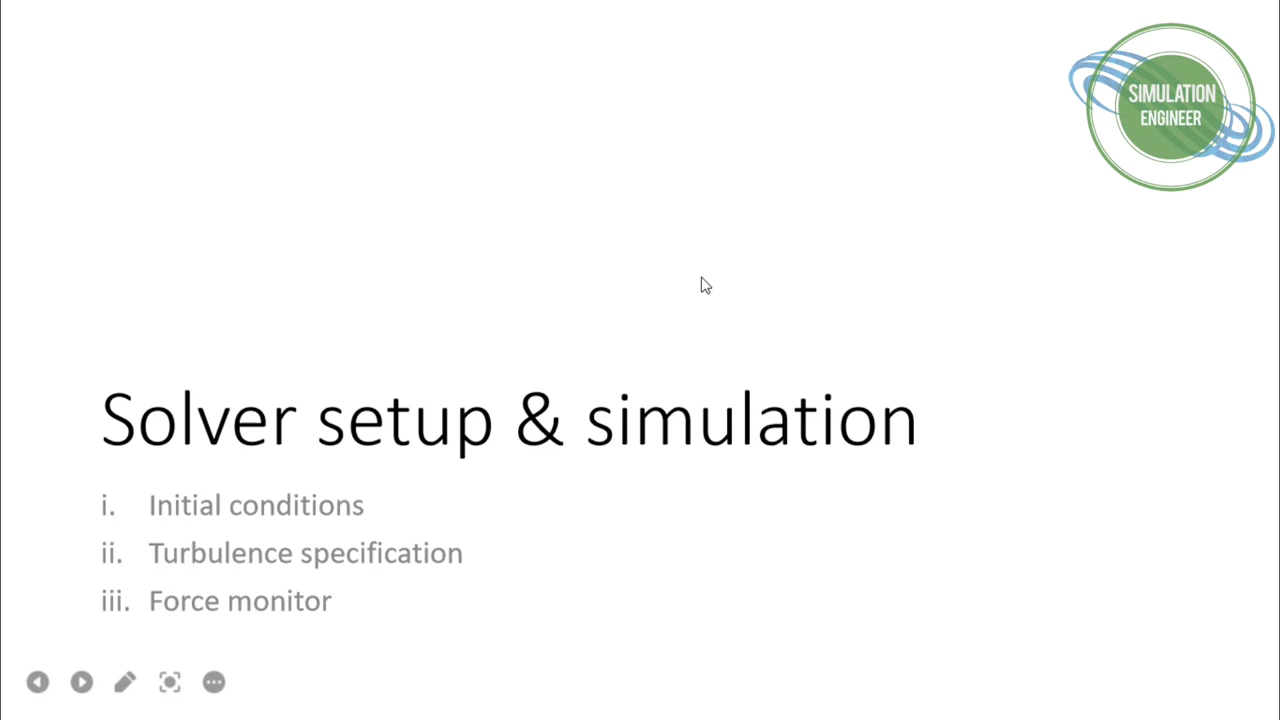 SIMULATION
ENGINEER
Solver setup & simulation
i. Initial conditions
ii. Turbulence specification
iii. Force monitor